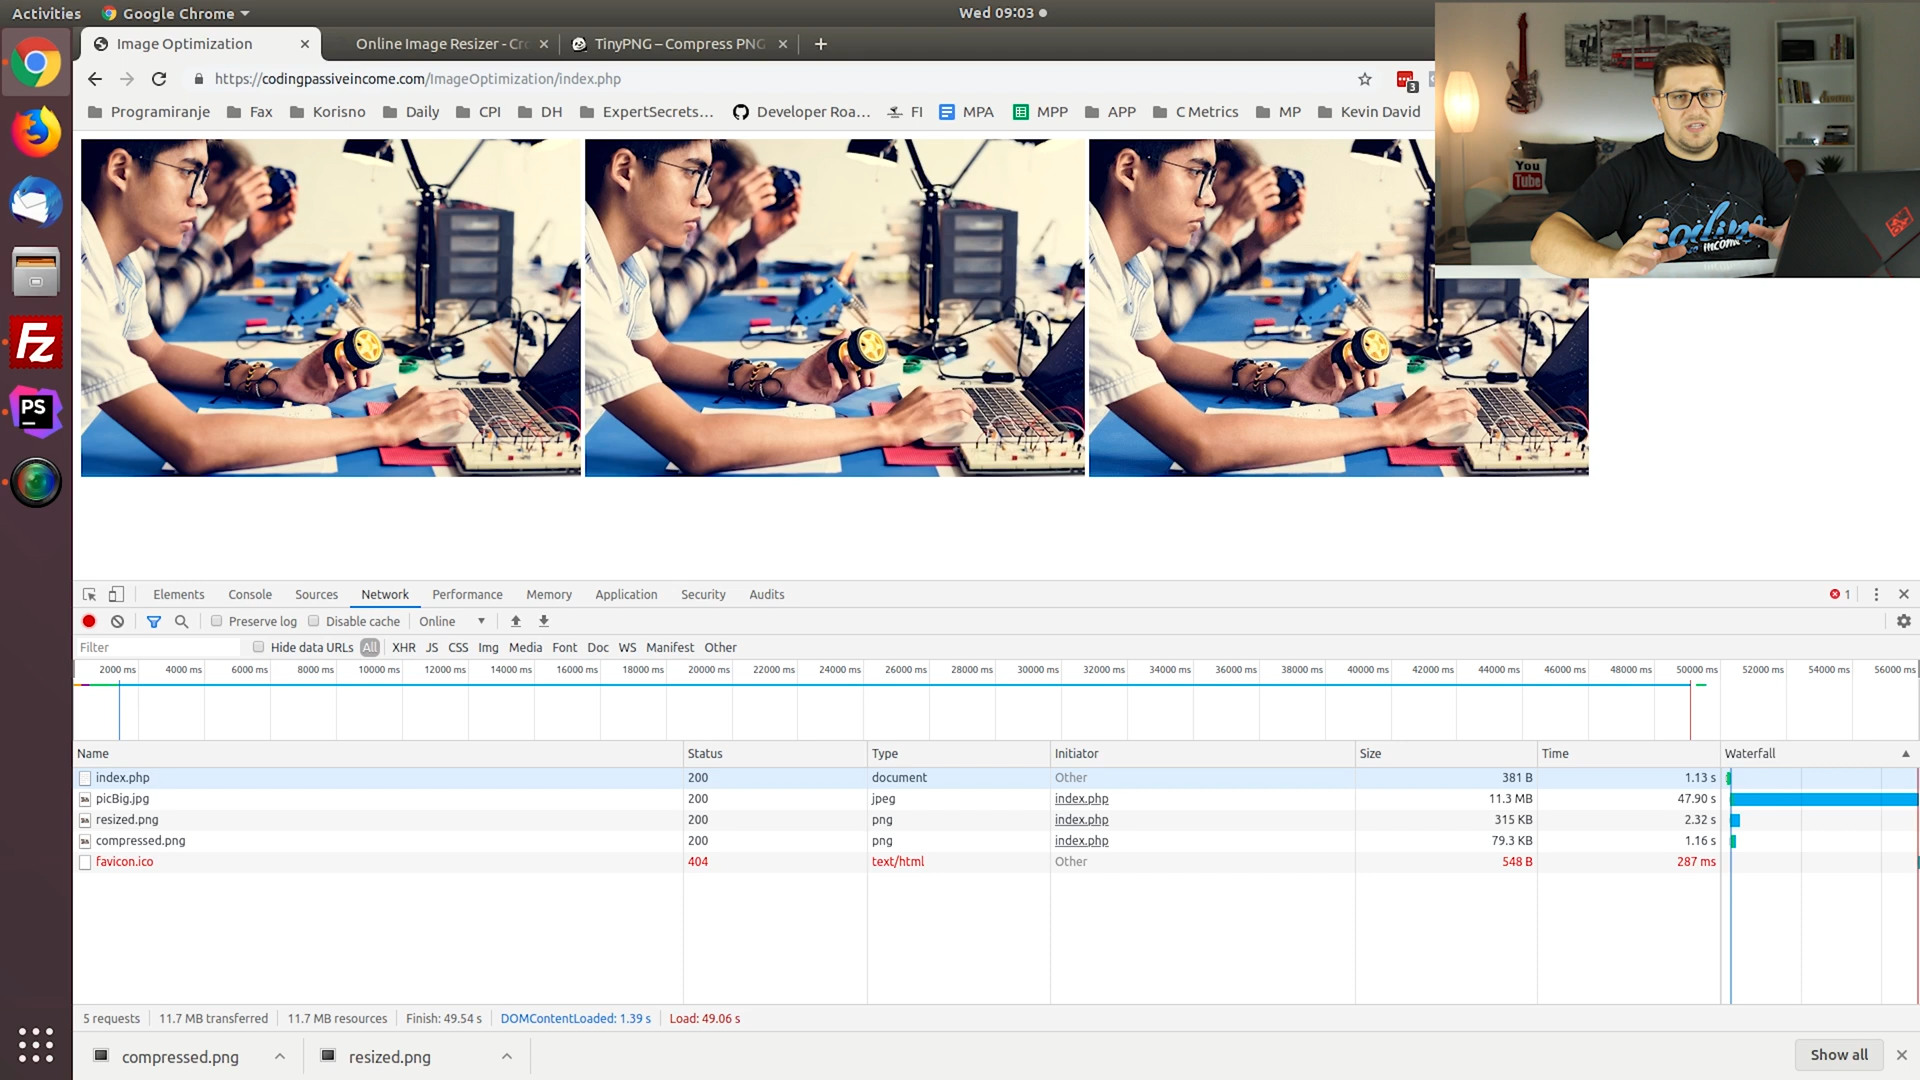 Activities
Google Chrome
Wed 09:03
Image Optimization
Online Image Resizer - Cr
TinyPNG – Compress PNG
https://codingpassiveincome.com/ImageOptimization/index.php
3
Programiranje
Fax
Korisno
Daily
CPI
DH
ExpertSecrets...
Developer Roa...
FI
MPA
MPP
APP
C Metrics
MP
Kevin David
You
Tube
coding
INCOME
Fz
PS
Elements Console Sources Network Performance Memory Application Security Audits
1
Preserve log
Disable cache
Online
Filter
Hide data URLs
All XHR JS CSS Img Media Font Doc WS Manifest Other
2000 ms 4000 ms 6000 ms 8000 ms 10000 ms 12000 ms 14000 ms 16000 ms 18000 ms 20000 ms 22000 ms 24000 ms 26000 ms 28000 ms 30000 ms 32000 ms 34000 ms 36000 ms 38000 ms 40000 ms 42000 ms 44000 ms 46000 ms 48000 ms 50000 ms 52000 ms 54000 ms 56000 ms
Name Status Type Initiator Size Time Waterfall
index.php 200 document Other 381 B 1.13 s
picBig.jpg 200 jpeg index.php 11.3 MB 47.90 s
resized.png 200 png index.php 315 KB 2.32 s
compressed.png 200 png index.php 79.3 KB 1.16 s
favicon.ico 404 text/html Other 548 B 287 ms
5 requests 11.7 MB transferred 11.7 MB resources Finish: 49.54 s DOMContentLoaded: 1.39 s Load: 49.06 s
compressed.png
resized.png
Show all